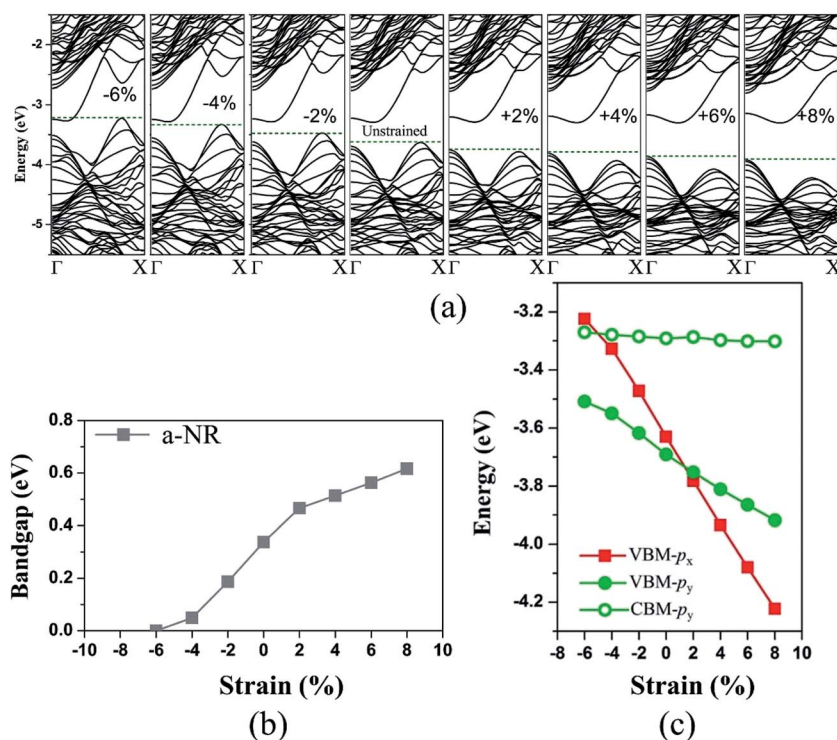 -2
-3
-4
-5
Energy (eV)
-6%
-4%
-2%
Unstrained
+2%
+4%
+6%
+8%
Γ X Γ X Γ X Γ X Γ X Γ X Γ X Γ X
(a)
0.8
0.6
0.4
0.2
0.0
Bandgap (eV)
a-NR
-10 -8 -6 -4 -2 0 2 4 6 8 10
Strain (%)
(b)
-3.2
-3.4
-3.6
-3.8
-4.0
-4.2
Energy (eV)
VBM-px
VBM-py
CBM-py
-8 -6 -4 -2 0 2 4 6 8 10
Strain (%)
(c)